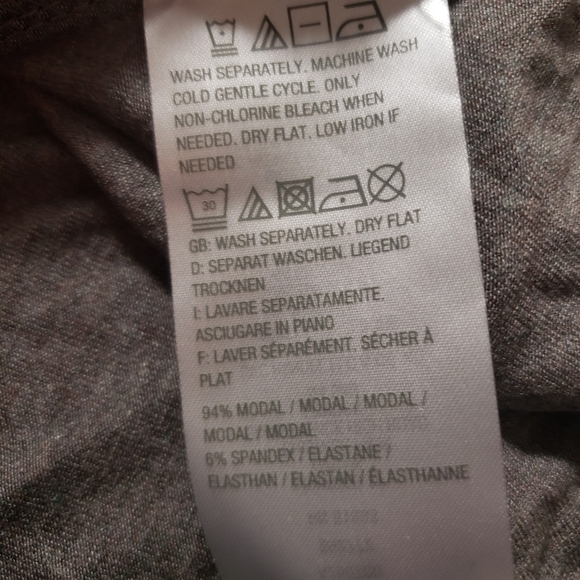 WASH SEPARATELY. MACHINE WASH
COLD GENTLE CYCLE. ONLY
NON-CHLORINE BLEACH WHEN
NEEDED. DRY FLAT. LOW IRON IF
NEEDED
30
GB: WASH SEPARATELY. DRY FLAT
D: SEPARAT WASCHEN. LIEGEND
TROCKNEN
I: LAVARE SEPARATAMENTE.
ASCIUGARE IN PIANO
F: LAVER SÉPARÉMENT. SÉCHER À
PLAT
94% MODAL / MODAL / MODAL /
MODAL / MODAL
6% SPANDEX / ELASTANE /
ELASTHAN / ELASTAN / ÉLASTHANNE